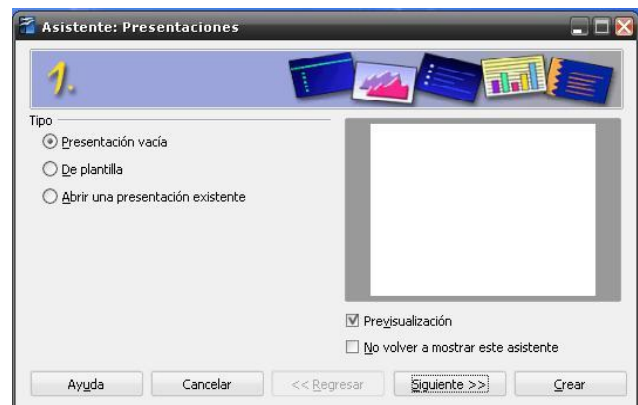 Asistente: Presentaciones
1.
Tipo
Presentación vacía
De plantilla
Abrir una presentación existente
Previsualización
No volver a mostrar este asistente
Ayuda Cancelar << Regresar Siguiente >> Crear